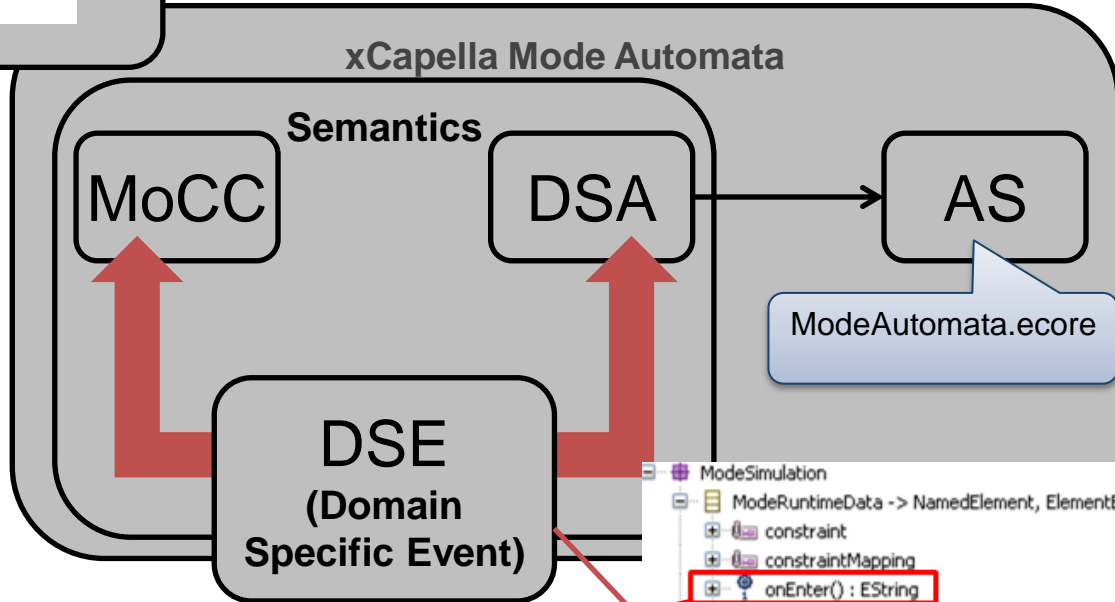 xCapella Mode Automata
Semantics
MoCC
DSA
AS
ModeAutomata.ecore
DSE
(Domain
Specific Event)
ModeSimulation
ModeRuntimeData -> NamedElement,
constraint
constraintMapping
onEnter() : EString